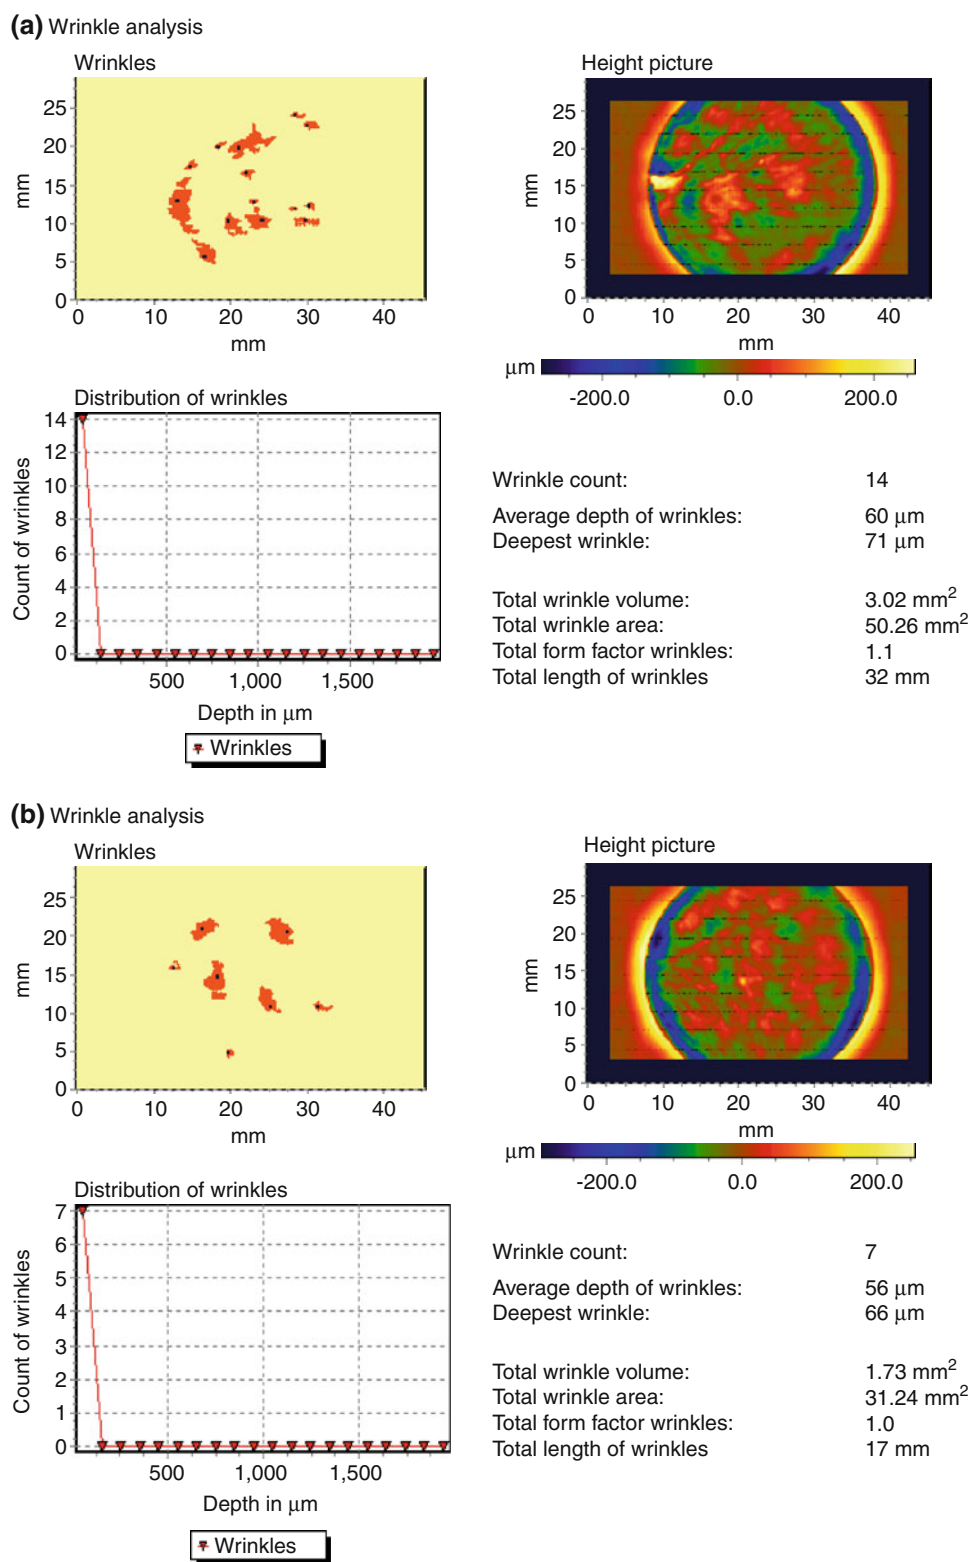 (a) Wrinkle analysis
Wrinkles
25
20
15
10
5
0
mm
0 10 20 30 40
mm
Height picture
25
20
15
10
5
0
mm
0 10 20 30 40
mm
µm
-200.0 0.0 200.0
Distribution of wrinkles
14
12
10
8
6
4
2
0
Count of wrinkles
500 1,000 1,500
Depth in µm
Wrinkles
Wrinkle count: 14
Average depth of wrinkles: 60 µm
Deepest wrinkle: 71 µm
Total wrinkle volume: 3.02 mm²
Total wrinkle area: 50.26 mm²
Total form factor wrinkles: 1.1
Total length of wrinkles 32 mm
(b) Wrinkle analysis
Wrinkles
25
20
15
10
5
0
mm
0 10 20 30 40
mm
Height picture
25
20
15
10
5
0
mm
0 10 20 30 40
mm
µm
-200.0 0.0 200.0
Distribution of wrinkles
7
6
5
4
3
2
1
0
Count of wrinkles
500 1,000 1,500
Depth in µm
Wrinkles
Wrinkle count: 7
Average depth of wrinkles: 56 µm
Deepest wrinkle: 66 µm
Total wrinkle volume: 1.73 mm²
Total wrinkle area: 31.24 mm²
Total form factor wrinkles: 1.0
Total length of wrinkles 17 mm